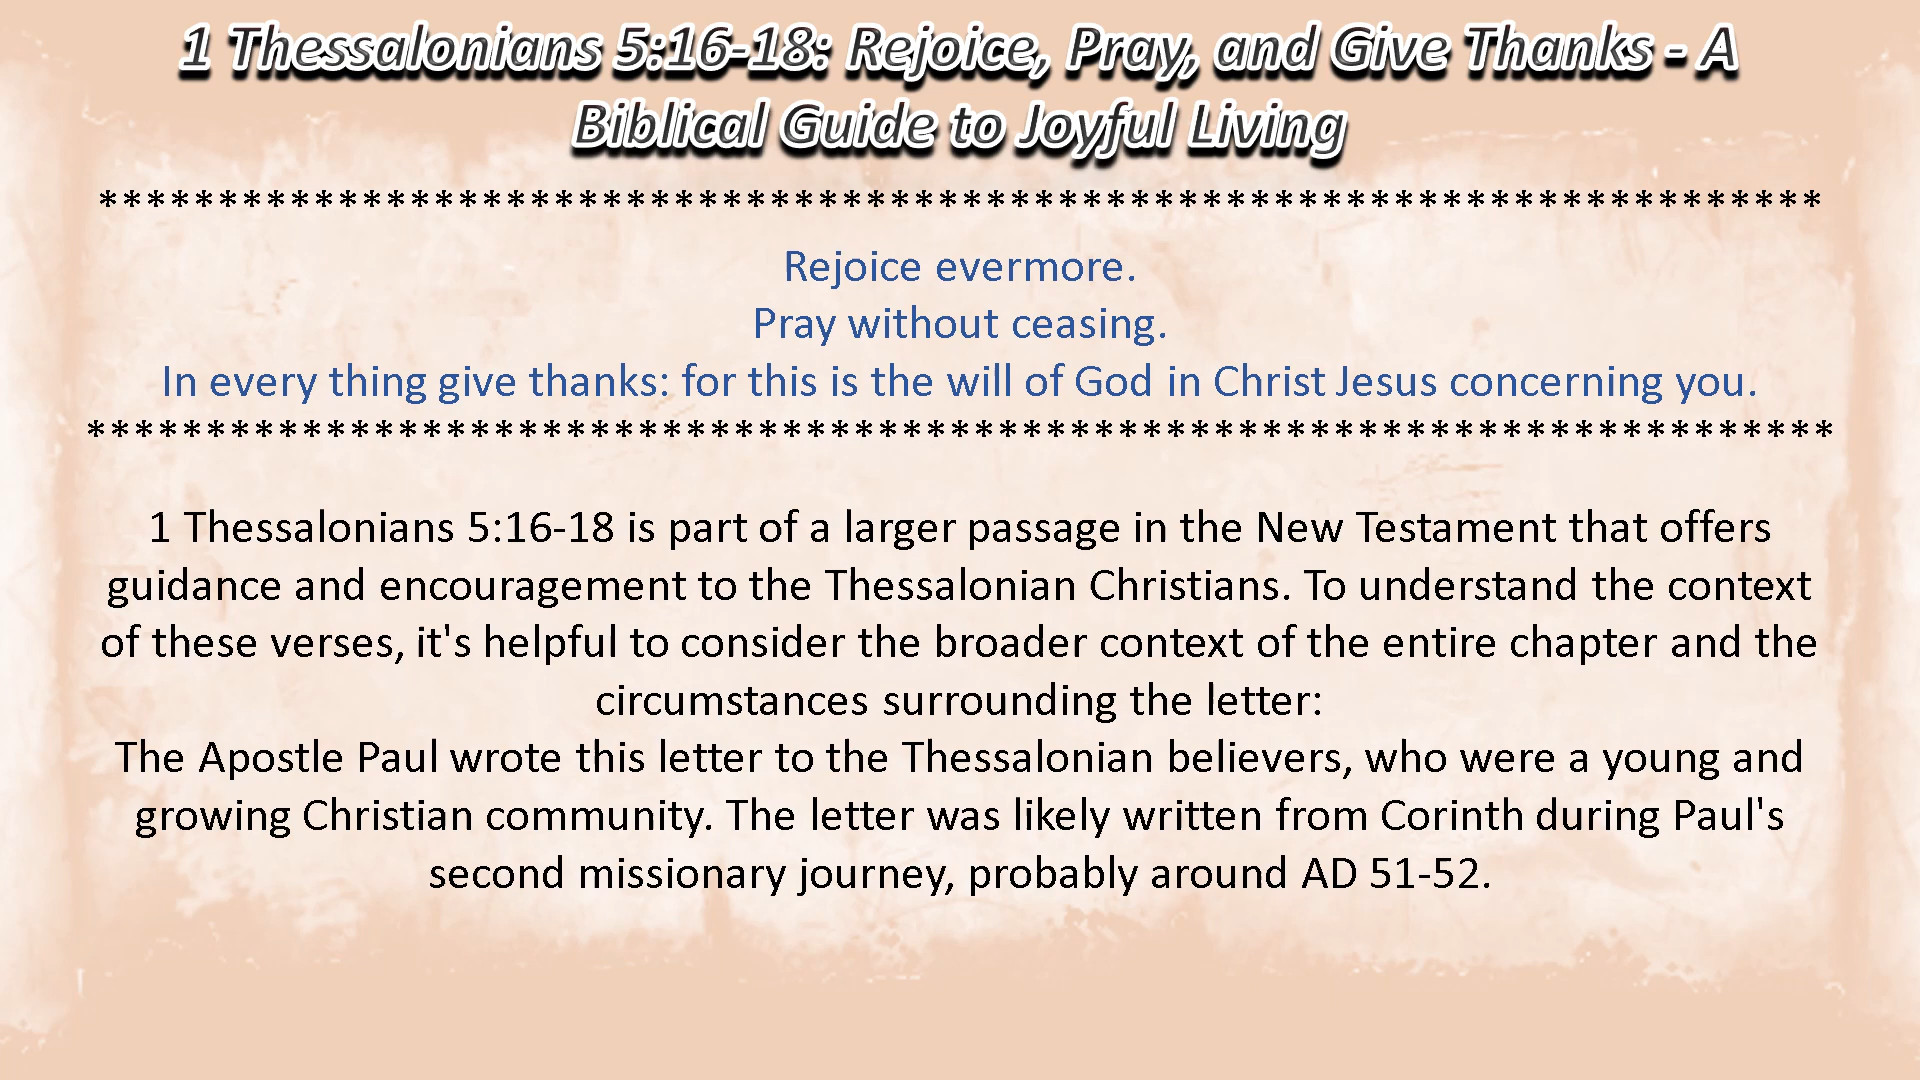 1 Thessalonians 5:16-18: Rejoice, Pray, and Give Thanks - A
Biblical Guide to Joyful Living
************************************************************************
Rejoice evermore.
Pray without ceasing.
In every thing give thanks: for this is the will of God in Christ Jesus concerning you.
*************************************************************************
1 Thessalonians 5:16-18 is part of a larger passage in the New Testament that offers
guidance and encouragement to the Thessalonian Christians. To understand the context
of these verses, it's helpful to consider the broader context of the entire chapter and the
circumstances surrounding the letter:
The Apostle Paul wrote this letter to the Thessalonian believers, who were a young and
growing Christian community. The letter was likely written from Corinth during Paul's
second missionary journey, probably around AD 51-52.